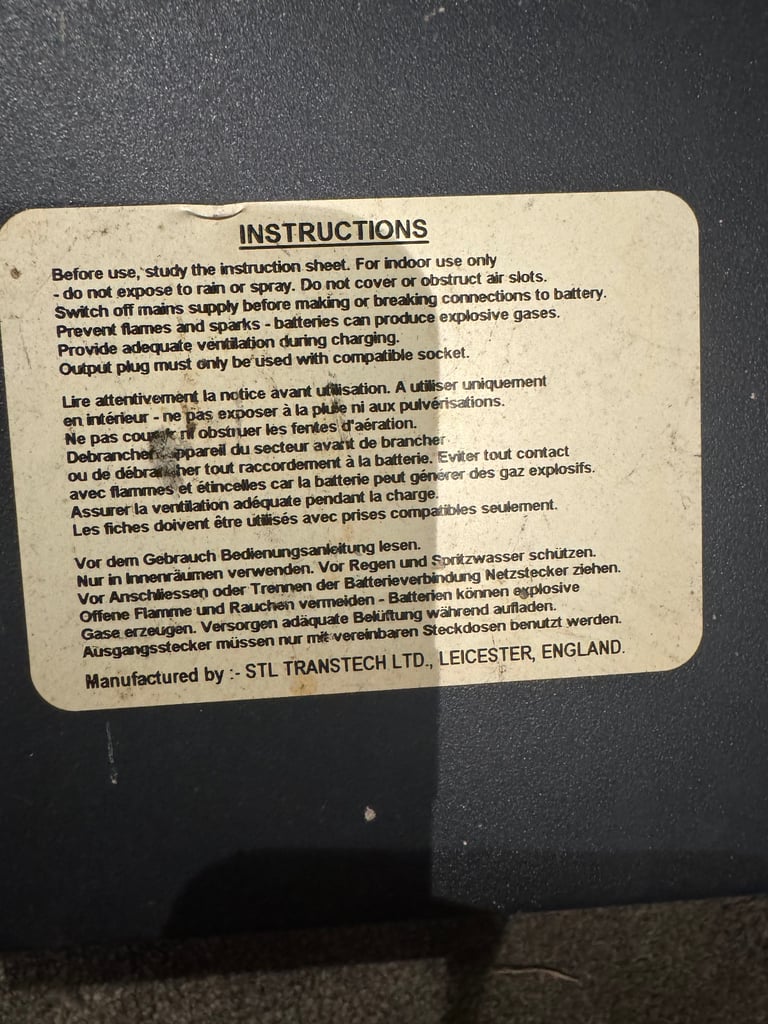 INSTRUCTIONS
Before use, study the instruction sheet. For indoor use only
- do not expose to rain or spray. Do not cover or obstruct air slots.
Switch off mains supply before making or breaking connections to battery.
Prevent flames and sparks - batteries can produce explosive gases.
Provide adequate ventilation during charging.
Output plug must only be used with compatible socket.
Lire attentivement la notice avant utilisation. A utiliser uniquement
en intérieur - ne pas exposer à la pluie ni aux pulvérisations.
Ne pas ni obstruer les fentes d'aération.
Debrancher du secteur avant de brancher
ou de débrancher tout raccordement à la batterie. Eviter tout contact
avec flammes et étincelles car la batterie peut générer des gaz explosifs.
Assurer la ventilation adéquate pendant la charge.
Les fiches doivent être utilisés avec prises compatibles seulement.
Vor dem Gebrauch Bedienungsanleitung lesen.
Nur in Innenräumen verwenden. Vor Regen und Spritzwasser schützen.
Vor Anschliessen oder Trennen der Batterieverbindung Netzstecker ziehen.
Offene Flamme und Rauchen vermeiden - Batterien können explosive
Gase erzeugen. Versorgen adäquate Belüftung während aufladen.
Ausgangsstecker müssen nur mit vereinbaren Steckdosen benutzt werden.
Manufactured by :- STL TRANSTECH LTD., LEICESTER, ENGLAND.